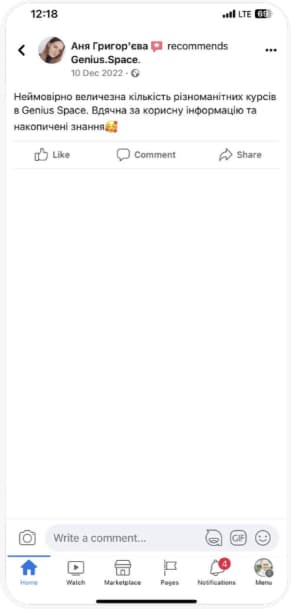 12:18
LTE 69
Аня Григор'єва recommends
Genius.Space.
10 Dec 2022 ·
Неймовірно величезна кількість різноманітних курсів
в Genius Space. Вдячна за корисну інформацію та
накопичені знання🥰
Like Comment Share
Write a comment...
GIF
4
Home Watch Marketplace Pages Notifications Menu